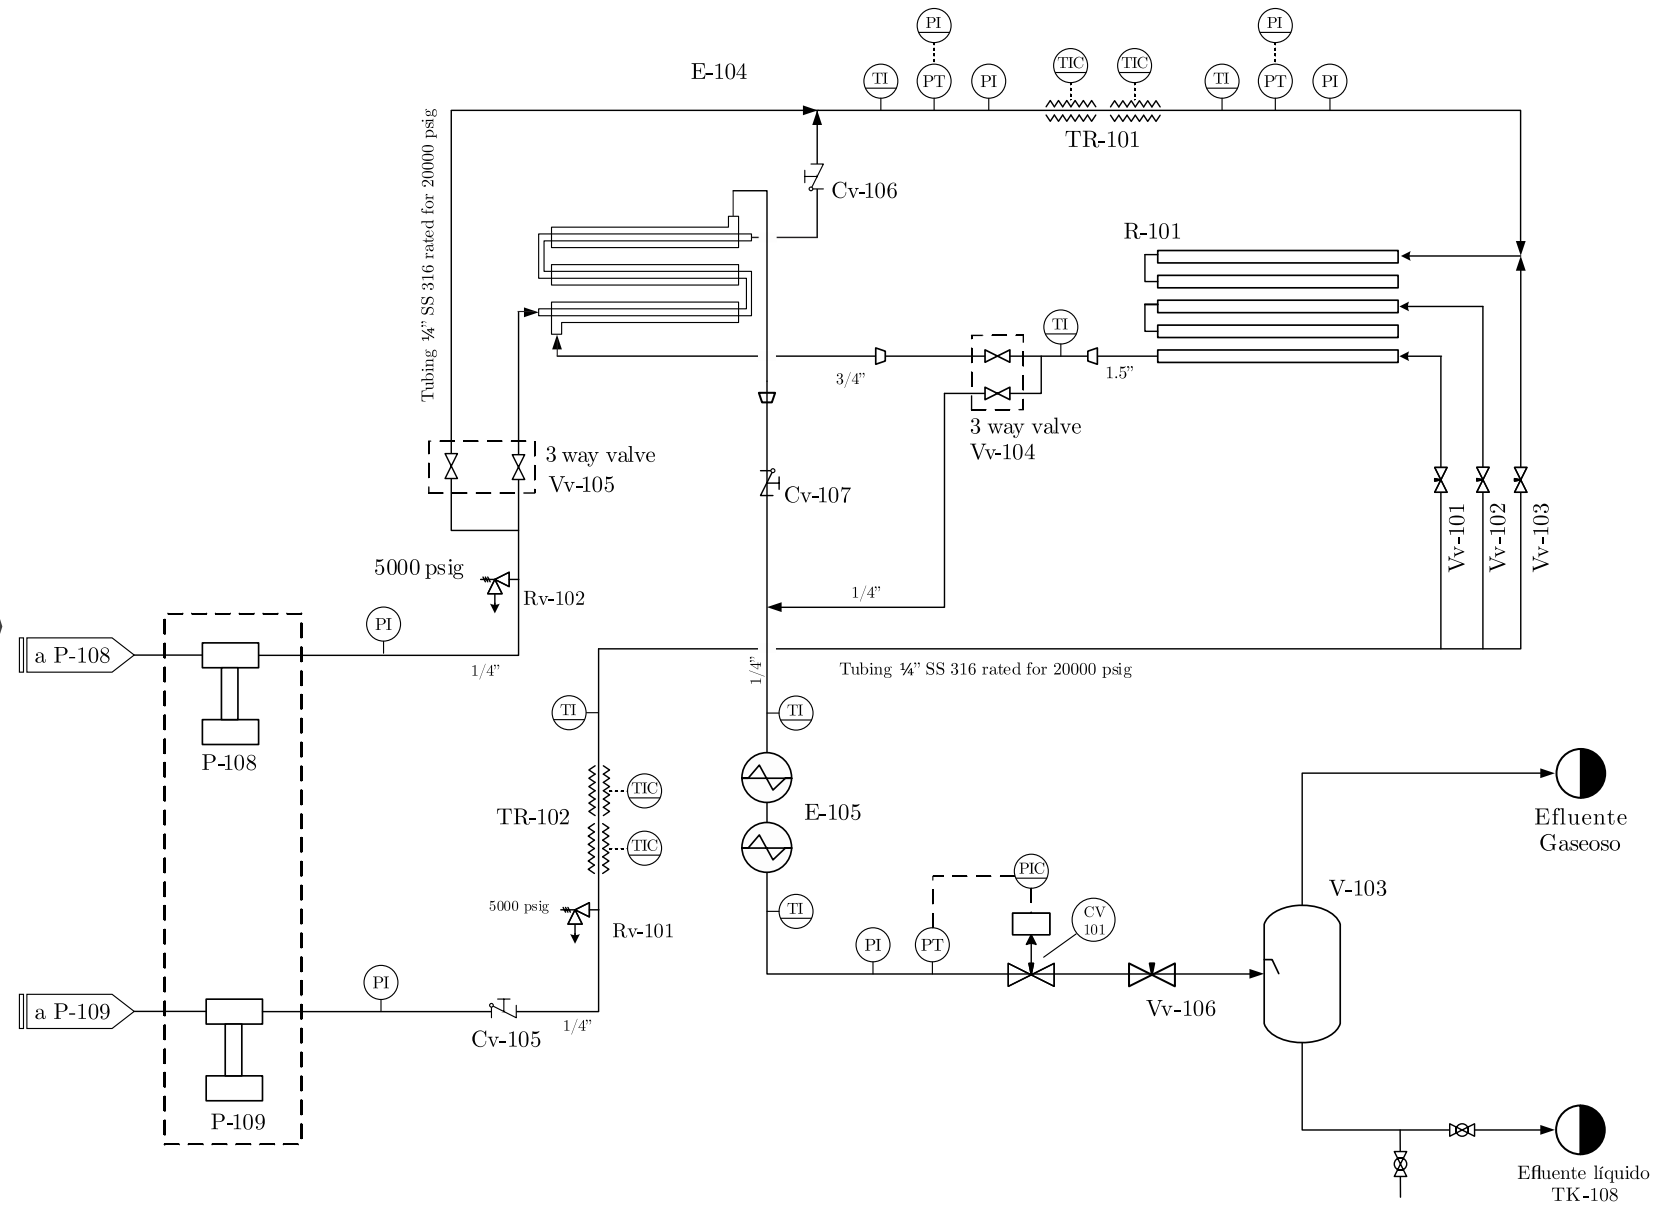 PI
PI
E-104
TI
PT
PI
TIC
TIC
TI
PT
PI
TR-101
Tubing ¼” SS 316 rated for 20000 psig
Cv-106
R-101
TI
3/4”
1.5”
3 way valve
Vv-104
3 way valve
Vv-105
Cv-107
Vv-101
Vv-102
Vv-103
5000 psig
Rv-102
1/4”
PI
a P-108
1/4”
1/4”
Tubing ¼” SS 316 rated for 20000 psig
TI
TI
P-108
TIC
TR-102
TIC
E-105
Efluente
Gaseoso
5000 psig
Rv-101
TI
PIC
CV
101
V-103
PI
PT
PI
a P-109
Cv-105
1/4”
Vv-106
P-109
Efluente líquido
TK-108